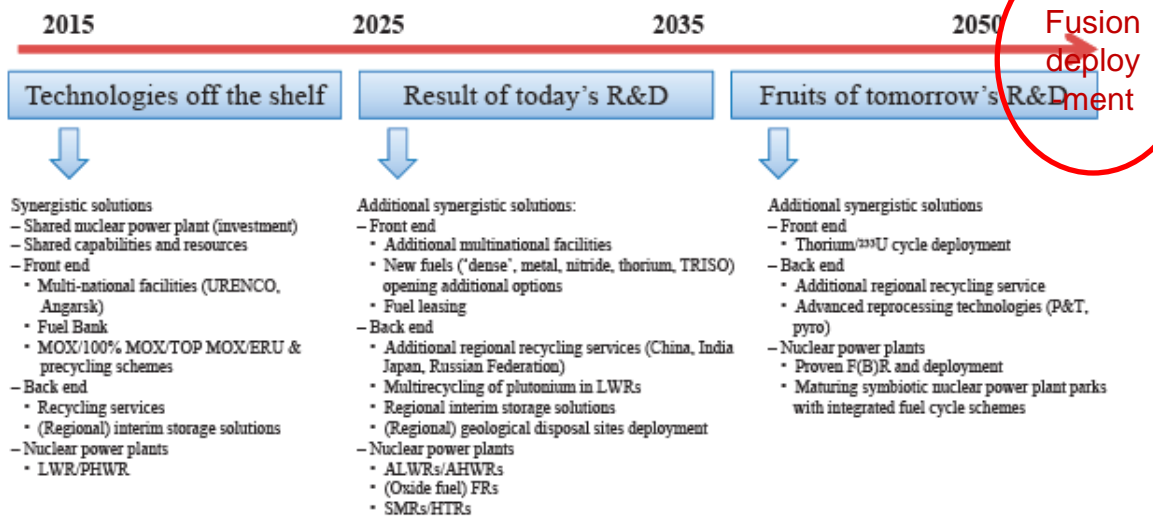 2015 2025 2035 2050
Fusion
deploy
-ment
Technologies off the shelf
Result of today's R&D
Fruits of tomorrow's R&D
Synergistic solutions
– Shared nuclear power plant (investment)
– Shared capabilities and resources
– Front end
• Multi-national facilities (URENCO,
Angarsk)
• Fuel Bank
• MOX/100% MOX/TOP MOX/ERU &
precycling schemes
– Back end
• Recycling services
• (Regional) interim storage solutions
– Nuclear power plants
• LWR/PHWR
Additional synergistic solutions:
– Front end
• Additional multinational facilities
• New fuels ('dense', metal, nitride, thorium, TRISO)
opening additional options
• Fuel leasing
– Back end
• Additional regional recycling services (China, India
Japan, Russian Federation)
• Multirecycling of plutonium in LWRs
• Regional interim storage solutions
• (Regional) geological disposal sites deployment
– Nuclear power plants
• ALWRs/AHWRs
• (Oxide fuel) FRs
• SMRs/HTRs
Additional synergistic solutions
– Front end
• Thorium/²³³U cycle deployment
– Back end
• Additional regional recycling service
• Advanced reprocessing technologies (P&T,
pyro)
– Nuclear power plants
• Proven F(B)R and deployment
• Maturing symbiotic nuclear power plant parks
with integrated fuel cycle schemes